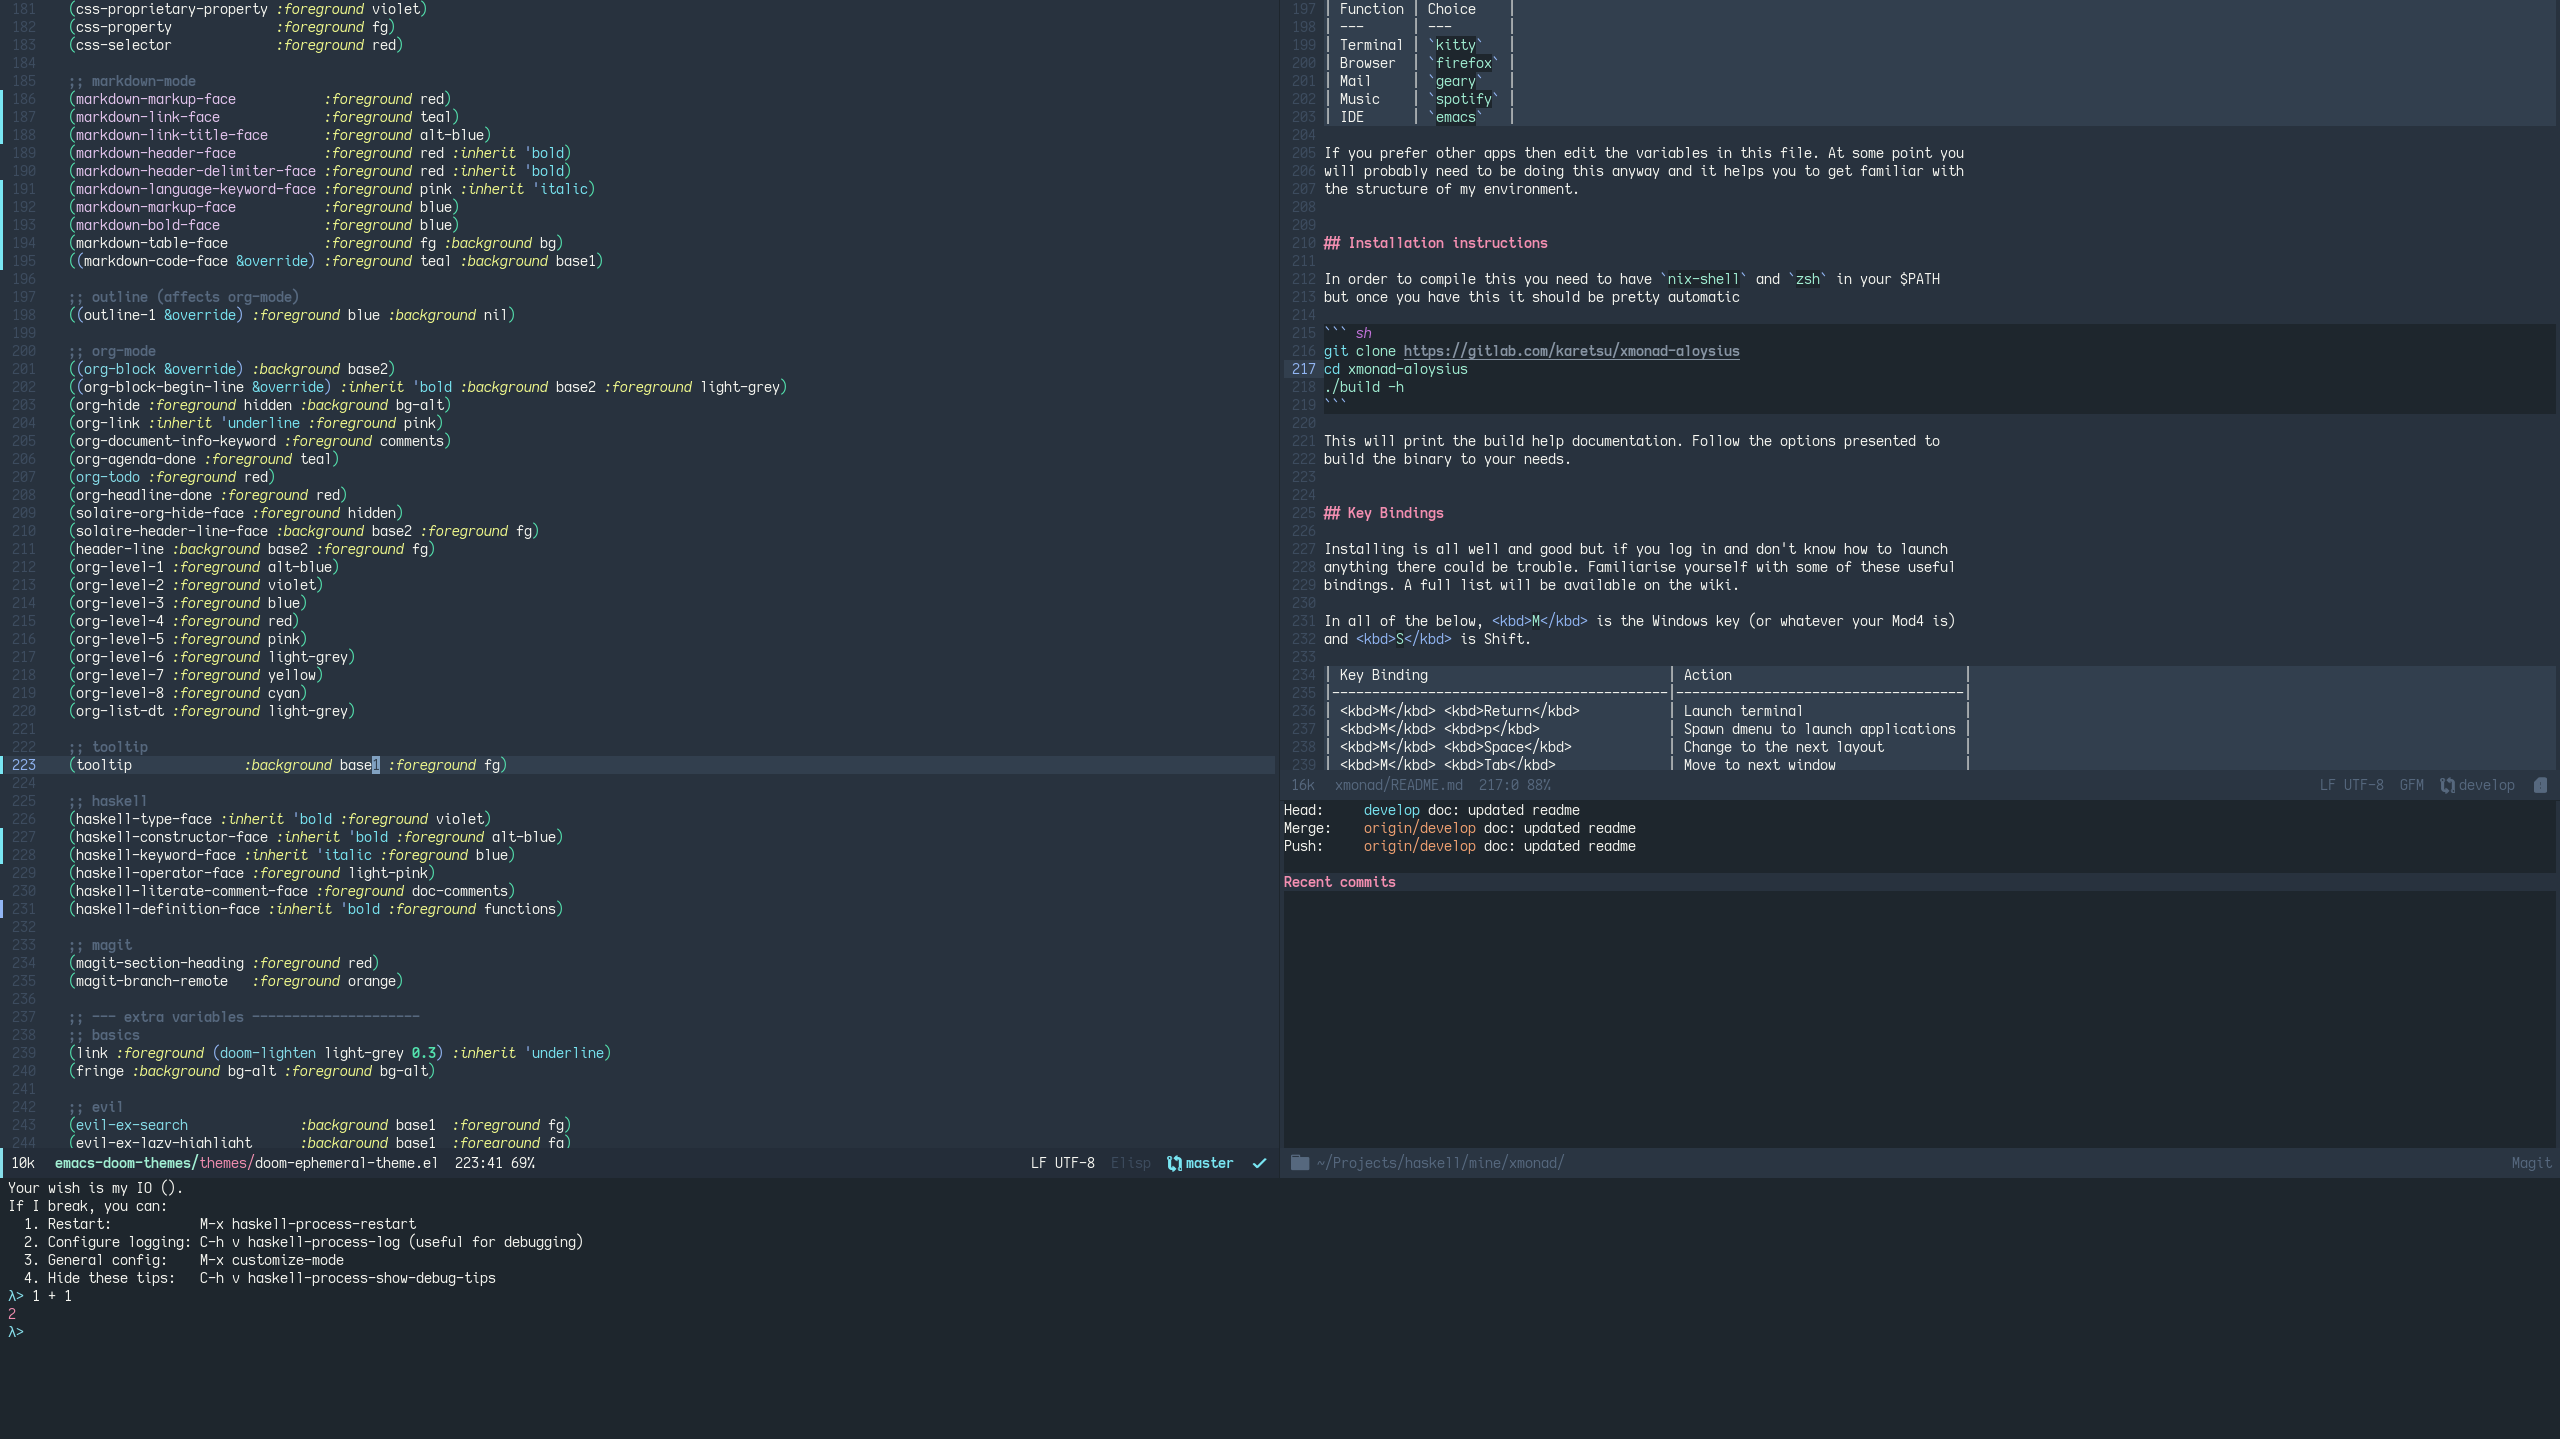 181 (css-proprietary-property :foreground violet)
182 (css-property :foreground fg)
183 (css-selector :foreground red)
184
185 ;; markdown-mode
186 (markdown-markup-face :foreground red)
187 (markdown-link-face :foreground teal)
188 (markdown-link-title-face :foreground alt-blue)
189 (markdown-header-face :foreground red :inherit 'bold)
190 (markdown-header-delimiter-face :foreground red :inherit 'bold)
191 (markdown-language-keyword-face :foreground pink :inherit 'italic)
192 (markdown-markup-face :foreground blue)
193 (markdown-bold-face :foreground blue)
194 (markdown-table-face :foreground fg :background bg)
195 ((markdown-code-face &override) :foreground teal :background base1)
196
197 ;; outline (affects org-mode)
198 ((outline-1 &override) :foreground blue :background nil)
199
200 ;; org-mode
201 ((org-block &override) :background base2)
202 ((org-block-begin-line &override) :inherit 'bold :background base2 :foreground light-grey)
203 (org-hide :foreground hidden :background bg-alt)
204 (org-link :inherit 'underline :foreground pink)
205 (org-document-info-keyword :foreground comments)
206 (org-agenda-done :foreground teal)
207 (org-todo :foreground red)
208 (org-headline-done :foreground red)
209 (solaire-org-hide-face :foreground hidden)
210 (solaire-header-line-face :background base2 :foreground fg)
211 (header-line :background base2 :foreground fg)
212 (org-level-1 :foreground alt-blue)
213 (org-level-2 :foreground violet)
214 (org-level-3 :foreground blue)
215 (org-level-4 :foreground red)
216 (org-level-5 :foreground pink)
217 (org-level-6 :foreground light-grey)
218 (org-level-7 :foreground yellow)
219 (org-level-8 :foreground cyan)
220 (org-list-dt :foreground light-grey)
221
222 ;; tooltip
223 (tooltip :background base1 :foreground fg)
224
225 ;; haskell
226 (haskell-type-face :inherit 'bold :foreground violet)
227 (haskell-constructor-face :inherit 'bold :foreground alt-blue)
228 (haskell-keyword-face :inherit 'italic :foreground blue)
229 (haskell-operator-face :foreground light-pink)
230 (haskell-literate-comment-face :foreground doc-comments)
231 (haskell-definition-face :inherit 'bold :foreground functions)
232
233 ;; magit
234 (magit-section-heading :foreground red)
235 (magit-branch-remote :foreground orange)
236
237 ;; --- extra variables ---------------------
238 ;; basics
239 (link :foreground (doom-lighten light-grey 0.3) :inherit 'underline)
240 (fringe :background bg-alt :foreground bg-alt)
241
242 ;; evil
243 (evil-ex-search :background base1 :foreground fg)
244 (evil-ex-lazy-highlight :background base1 :foreground fg)
10k emacs-doom-themes/themes/doom-ephemeral-theme.el 223:41 69% LF UTF-8 Elisp master
197 | Function | Choice |
198 | --- | --- |
199 | Terminal | `kitty` |
200 | Browser | `firefox` |
201 | Mail | `geary` |
202 | Music | `spotify` |
203 | IDE | `emacs` |
204
205 If you prefer other apps then edit the variables in this file. At some point you
206 will probably need to be doing this anyway and it helps you to get familiar with
207 the structure of my environment.
208
209
210 ## Installation instructions
211
212 In order to compile this you need to have `nix-shell` and `zsh` in your $PATH
213 but once you have this it should be pretty automatic
214
215 ``` sh
216 git clone https://gitlab.com/karetsu/xmonad-aloysius
217 cd xmonad-aloysius
218 ./build -h
219 ```
220
221 This will print the build help documentation. Follow the options presented to
222 build the binary to your needs.
223
224
225 ## Key Bindings
226
227 Installing is all well and good but if you log in and don't know how to launch
228 anything there could be trouble. Familiarise yourself with some of these useful
229 bindings. A full list will be available on the wiki.
230
231 In all of the below, <kbd>M</kbd> is the Windows key (or whatever your Mod4 is)
232 and <kbd>S</kbd> is Shift.
233
234 | Key Binding | Action |
235 |------------------------------------------|------------------------------------|
236 | <kbd>M</kbd> <kbd>Return</kbd> | Launch terminal |
237 | <kbd>M</kbd> <kbd>p</kbd> | Spawn dmenu to launch applications |
238 | <kbd>M</kbd> <kbd>Space</kbd> | Change to the next layout |
239 | <kbd>M</kbd> <kbd>Tab</kbd> | Move to next window |
16k xmonad/README.md 217:0 88% LF UTF-8 GFM develop
Head: develop doc: updated readme
Merge: origin/develop doc: updated readme
Push: origin/develop doc: updated readme
Recent commits
~/Projects/haskell/mine/xmonad/ Magit
Your wish is my IO ().
If I break, you can:
1. Restart: M-x haskell-process-restart
2. Configure logging: C-h v haskell-process-log (useful for debugging)
3. General config: M-x customize-mode
4. Hide these tips: C-h v haskell-process-show-debug-tips
λ> 1 + 1
2
λ>